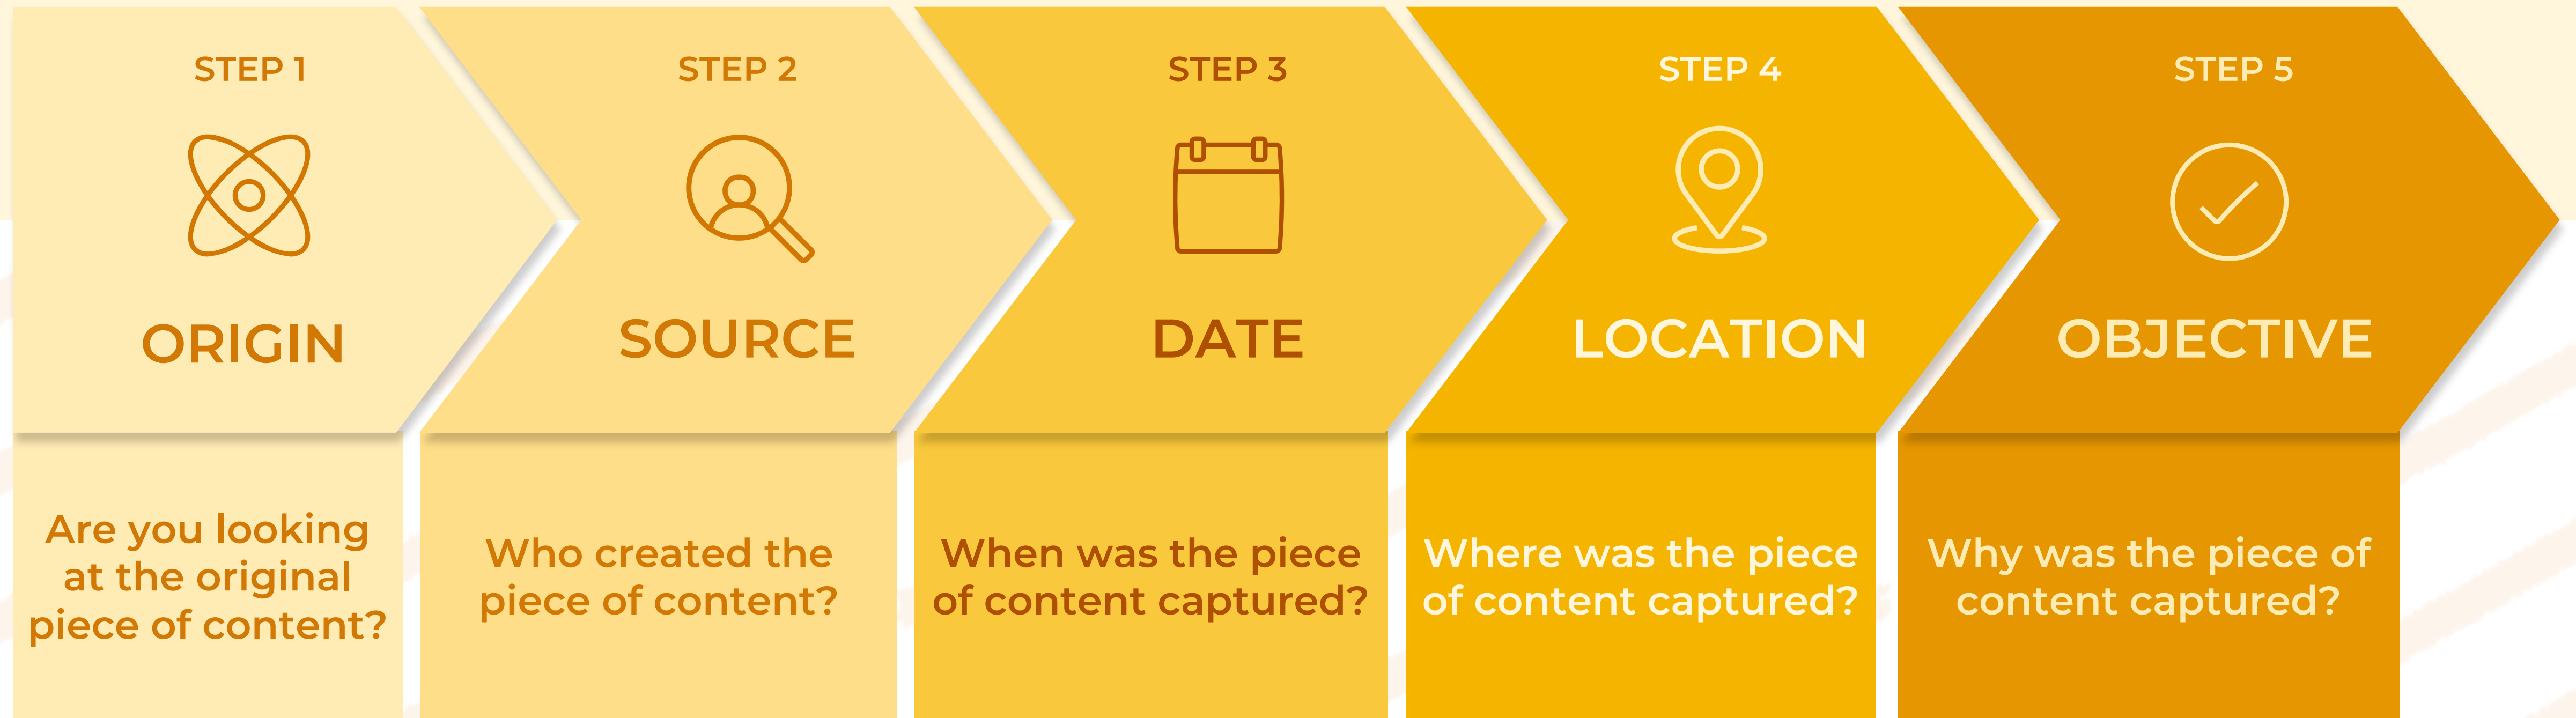 STEP 1
ORIGIN
Are you looking
at the original
piece of content?
STEP 2
SOURCE
Who created the
piece of content?
STEP 3
DATE
When was the piece
of content captured?
STEP 4
LOCATION
Where was the piece
of content captured?
STEP 5
OBJECTIVE
Why was the piece of
content captured?